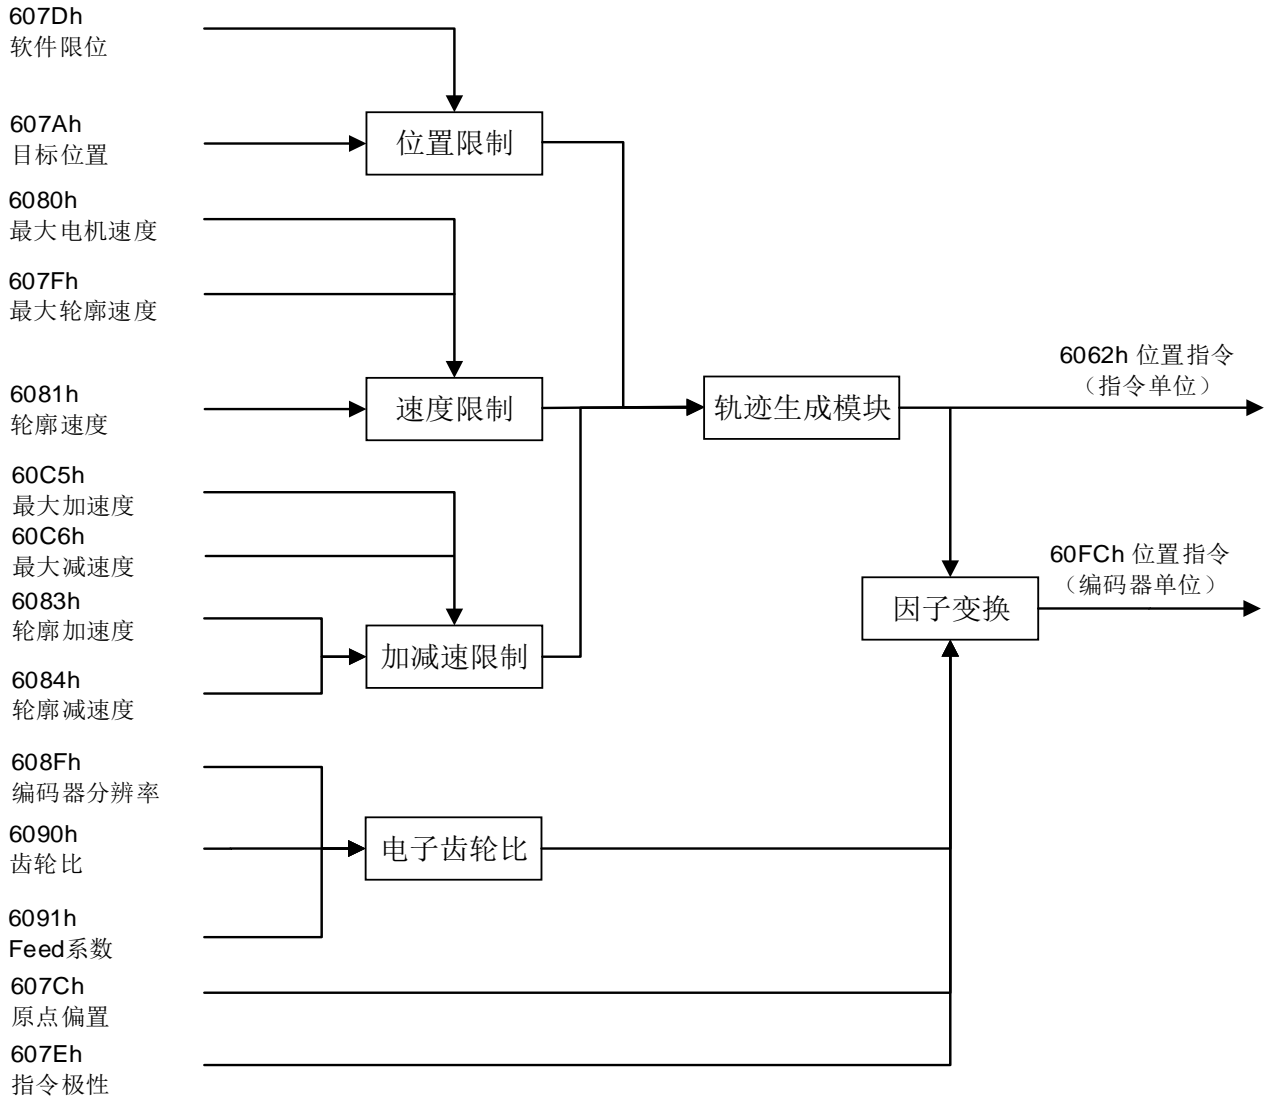 607Dh
软件限位
607Ah
目标位置
位置限制
6080h
最大电机速度
607Fh
最大轮廓速度
6081h
轮廓速度
速度限制
轨迹生成模块
6062h 位置指令
（指令单位）
60C5h
最大加速度
60C6h
最大减速度
6083h
轮廓加速度
6084h
轮廓减速度
加减速限制
因子变换
60FCh 位置指令
（编码器单位）
608Fh
编码器分辨率
6090h
齿轮比
电子齿轮比
6091h
Feed系数
607Ch
原点偏置
607Eh
指令极性